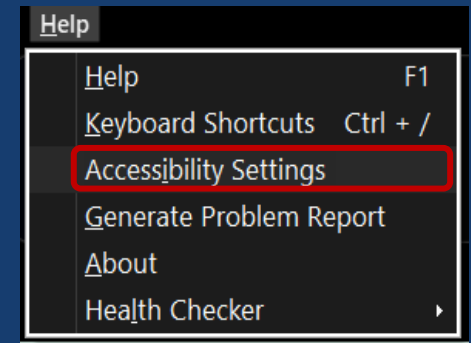 Help
Help F1
Keyboard Shortcuts Ctrl + /
Accessibility Settings
Generate Problem Report
About
Health Checker